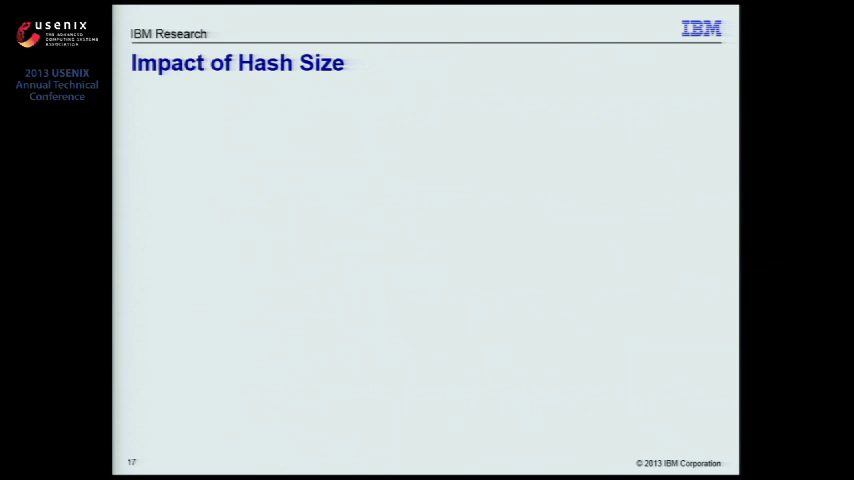 usenix
THE ADVANCED
COMPUTING SYSTEMS
ASSOCIATION
2013 USENIX
Annual Technical
Conference
IBM Research
IBM
Impact of Hash Size
17
© 2013 IBM Corporation